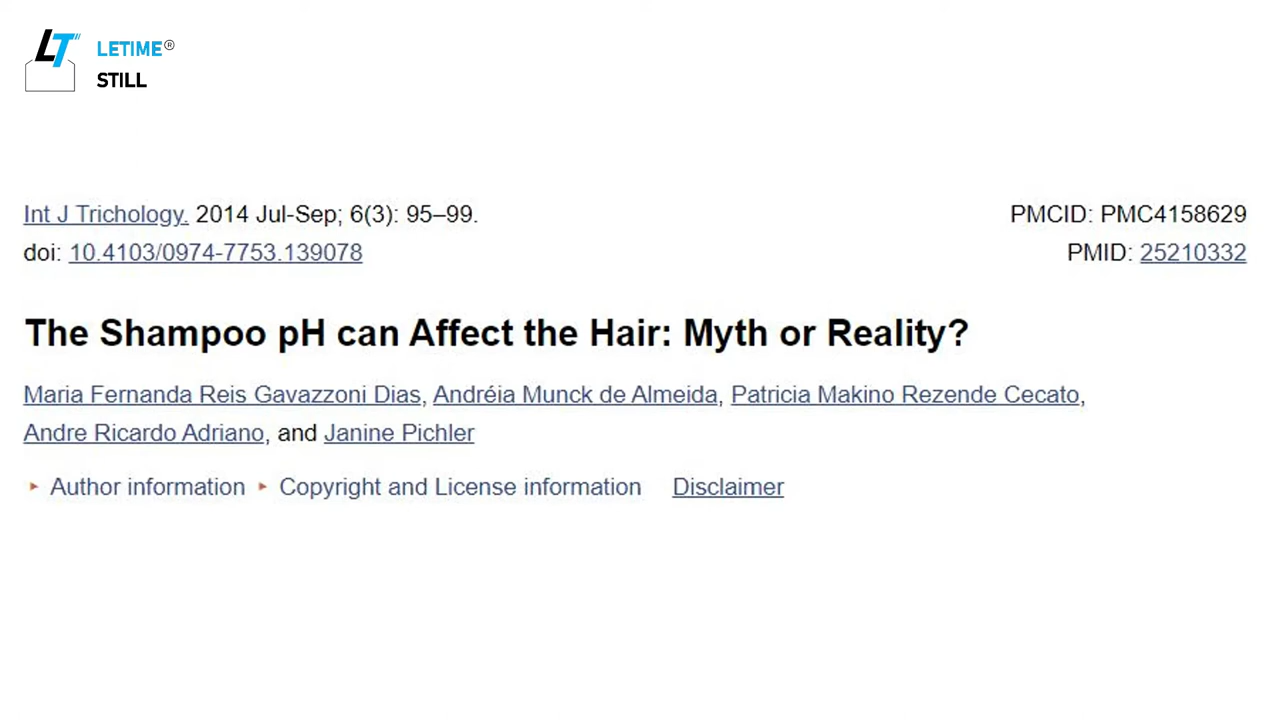 LT
LETIME®
STILL
Int J Trichology. 2014 Jul-Sep; 6(3): 95–99.
PMCID: PMC4158629
doi: 10.4103/0974-7753.139078
PMID: 25210332
The Shampoo pH can Affect the Hair: Myth or Reality?
Maria Fernanda Reis Gavazzoni Dias, Andréia Munck de Almeida, Patricia Makino Rezende Cecato,
Andre Ricardo Adriano, and Janine Pichler
▸ Author information ▸ Copyright and License information Disclaimer